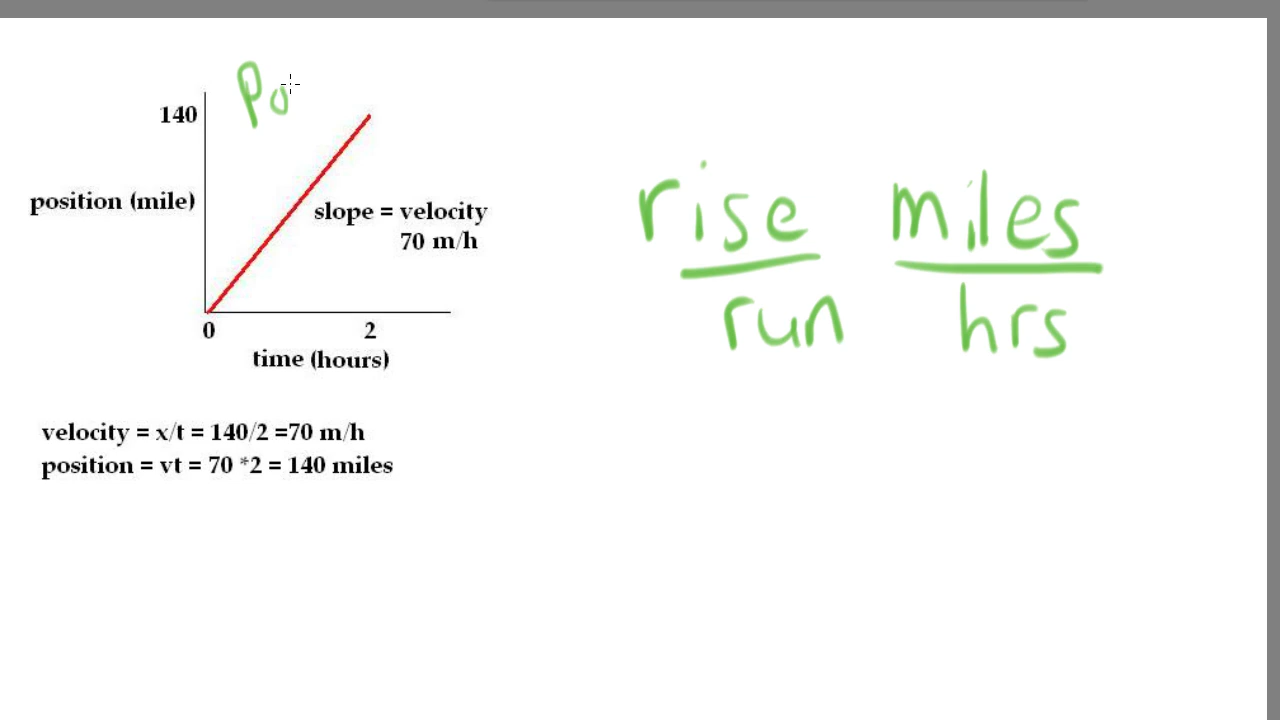 Po
140
position (mile)
slope = velocity
70 m/h
0 2
time (hours)
velocity = x/t = 140/2 =70 m/h
position = vt = 70 *2 = 140 miles
rise miles
run hrs